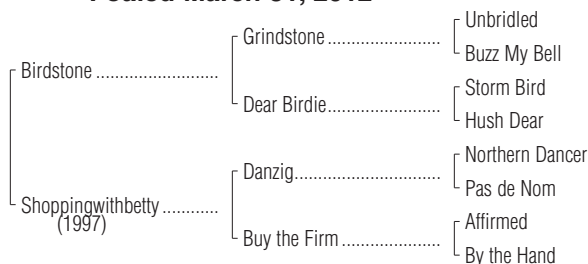 Foaled March 31, 2012
Unbridled
Grindstone
Buzz My Bell
Birdstone
Storm Bird
Dear Birdie
Hush Dear
Northern Dancer
Danzig
Pas de Nom
Shoppingwithbetty
(1997)
Affirmed
Buy the Firm
By the Hand